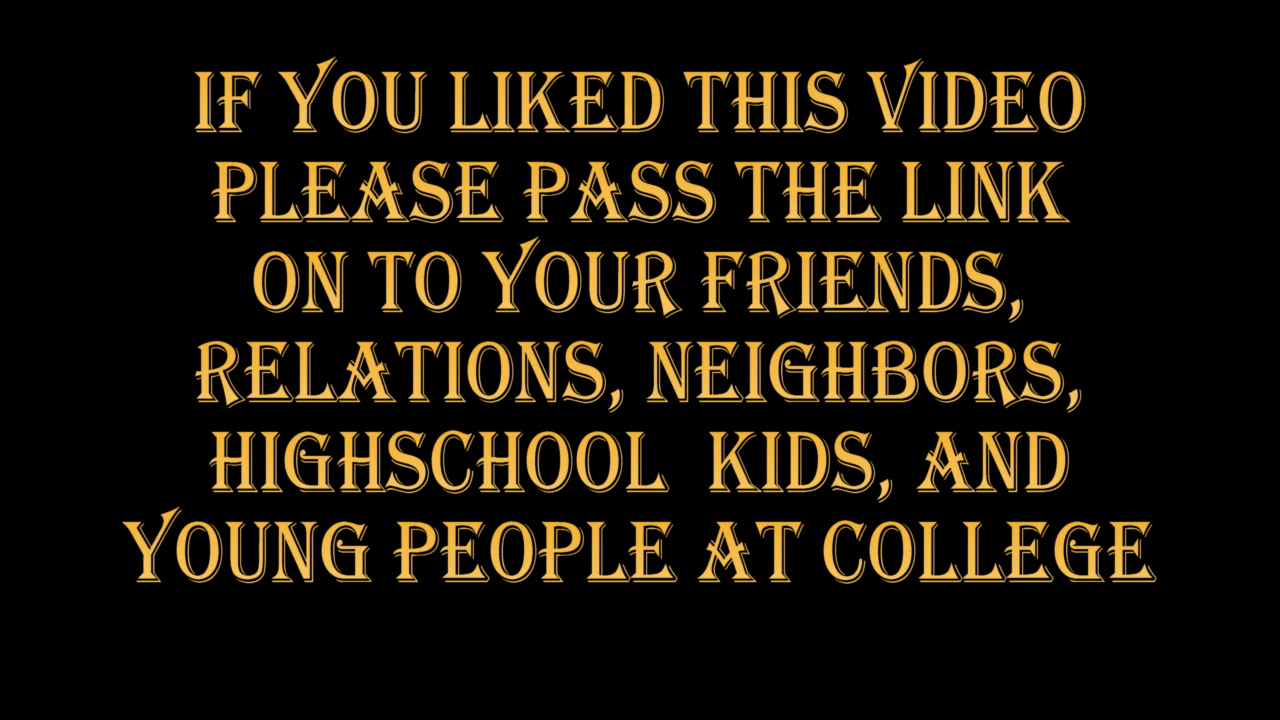 IF YOU LIKED THIS VIDEO
PLEASE PASS THE LINK
ON TO YOUR FRIENDS,
RELATIONS, NEIGHBORS,
HIGHSCHOOL  KIDS, AND
YOUNG PEOPLE AT COLLEGE